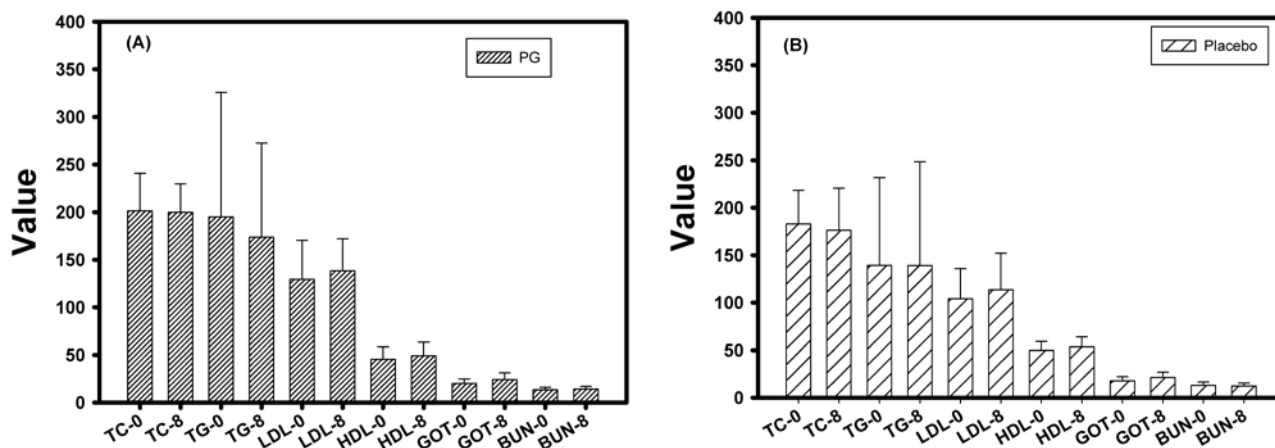 (A)
PG
Value
400
350
300
250
200
150
100
50
0
TC-0
TC-8
TG-0
TG-8
LDL-0
LDL-8
HDL-0
HDL-8
GOT-0
GOT-8
BUN-0
BUN-8
(B)
Placebo
Value
400
350
300
250
200
150
100
50
0
TC-0
TC-8
TG-0
TG-8
LDL-0
LDL-8
HDL-0
HDL-8
GOT-0
GOT-8
BUN-0
BUN-8